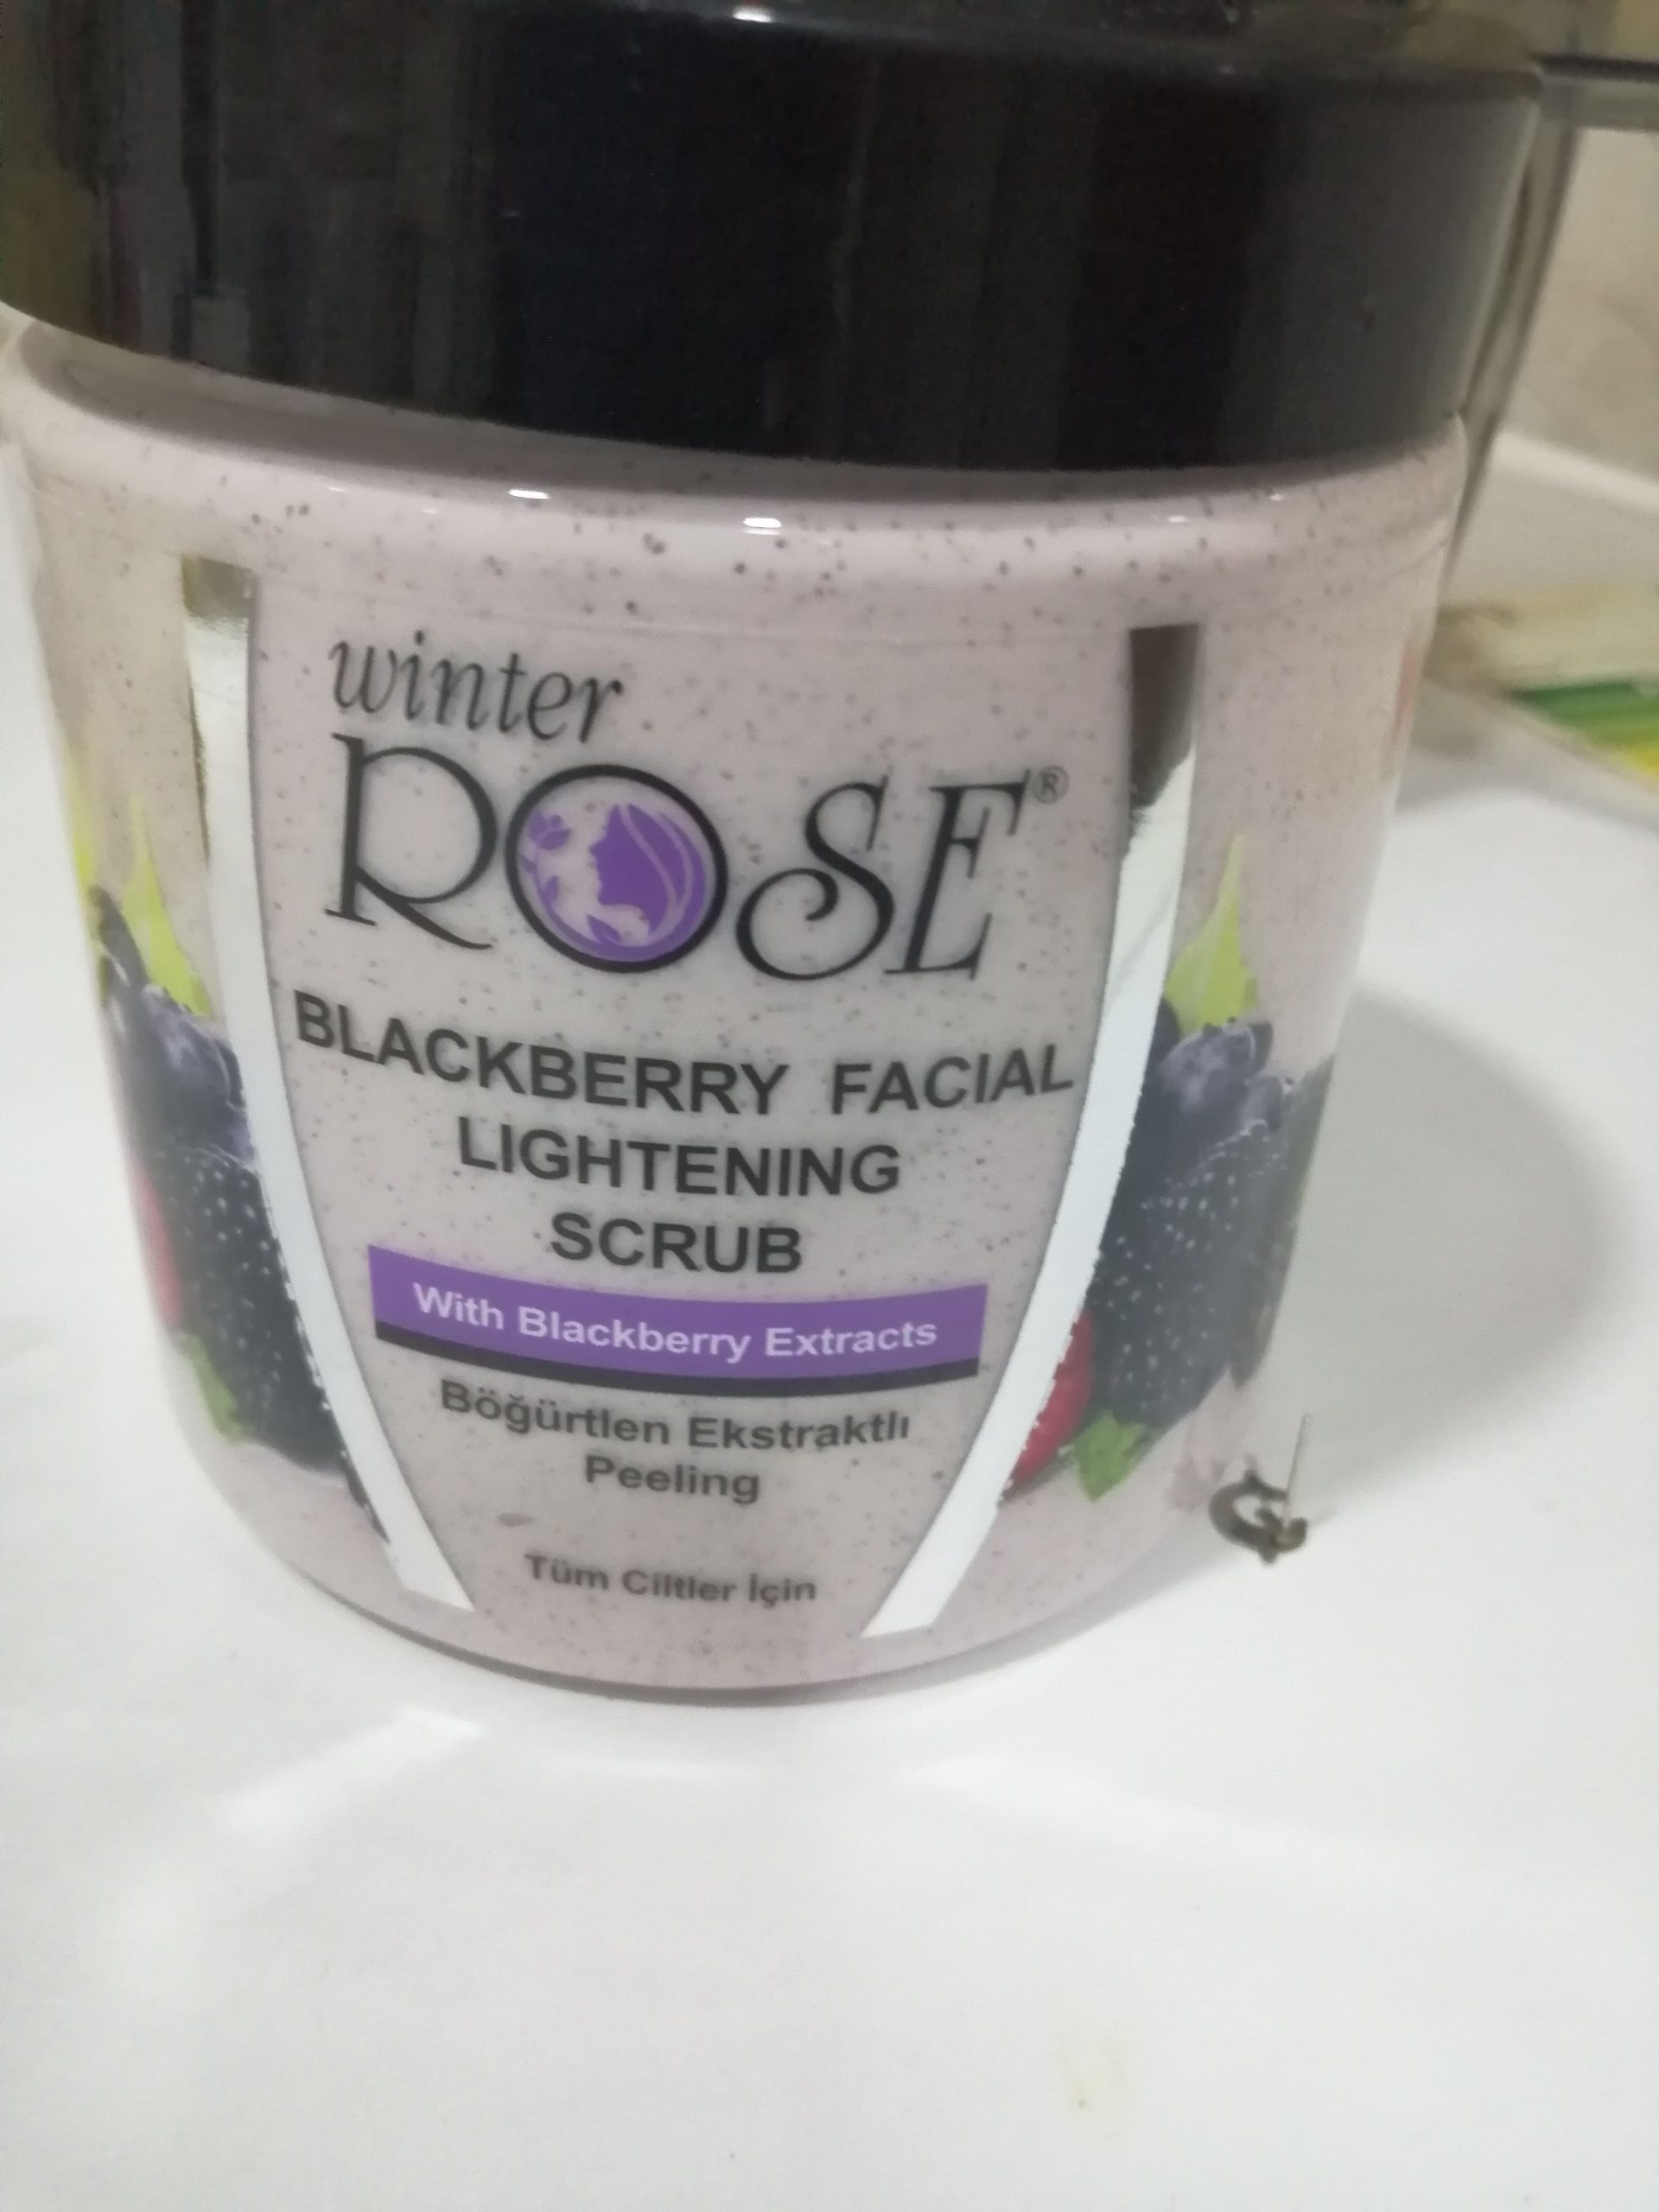 winter
ROSE®
BLACKBERRY FACIAL
LIGHTENING
SCRUB
With Blackberry Extracts
Böğürtlen Ekstraktlı
Peeling
Tüm Ciltler İçin